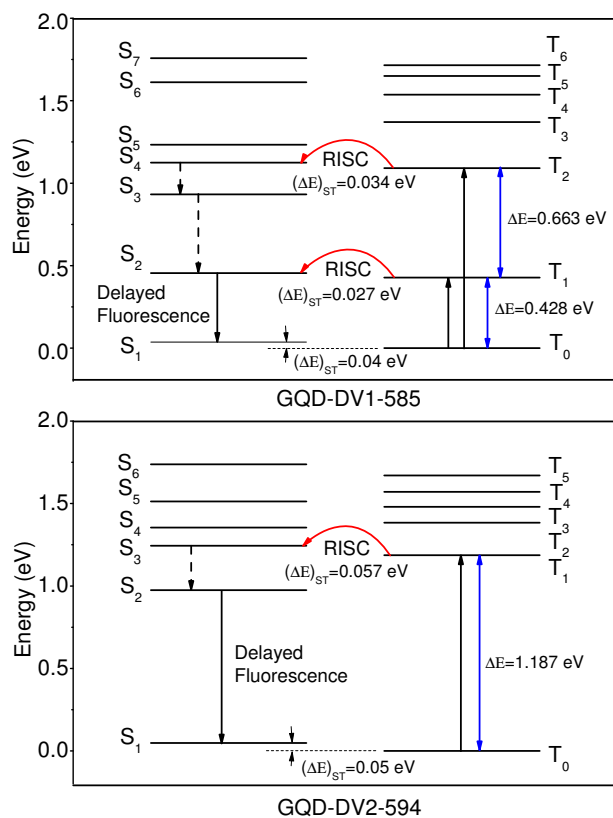 2.0
1.5
1.0
0.5
0.0
Energy (eV)
S7
S6
S5
S4
S3
S2
S1
T6
T5
T4
T3
T2
T1
T0
RISC
(ΔE)ST=0.034 eV
RISC
(ΔE)ST=0.027 eV
ΔE=0.663 eV
ΔE=0.428 eV
Delayed
Fluorescence
(ΔE)ST=0.04 eV
GQD-DV1-585
2.0
1.5
1.0
0.5
0.0
Energy (eV)
S6
S5
S4
S3
S2
S1
T5
T4
T3
T2
T1
T0
RISC
(ΔE)ST=0.057 eV
Delayed
Fluorescence
ΔE=1.187 eV
(ΔE)ST=0.05 eV
GQD-DV2-594